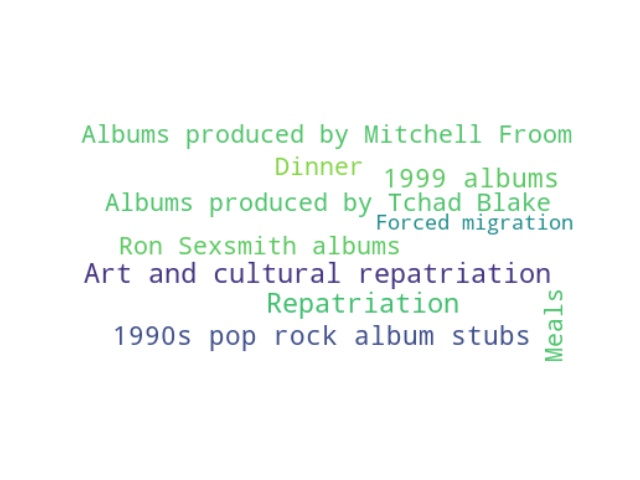 Albums produced by Mitchell Froom
Dinner
1999 albums
Albums produced by Tchad Blake
Forced migration
Ron Sexsmith albums
Art and cultural repatriation
Repatriation
Meals
1990s pop rock album stubs